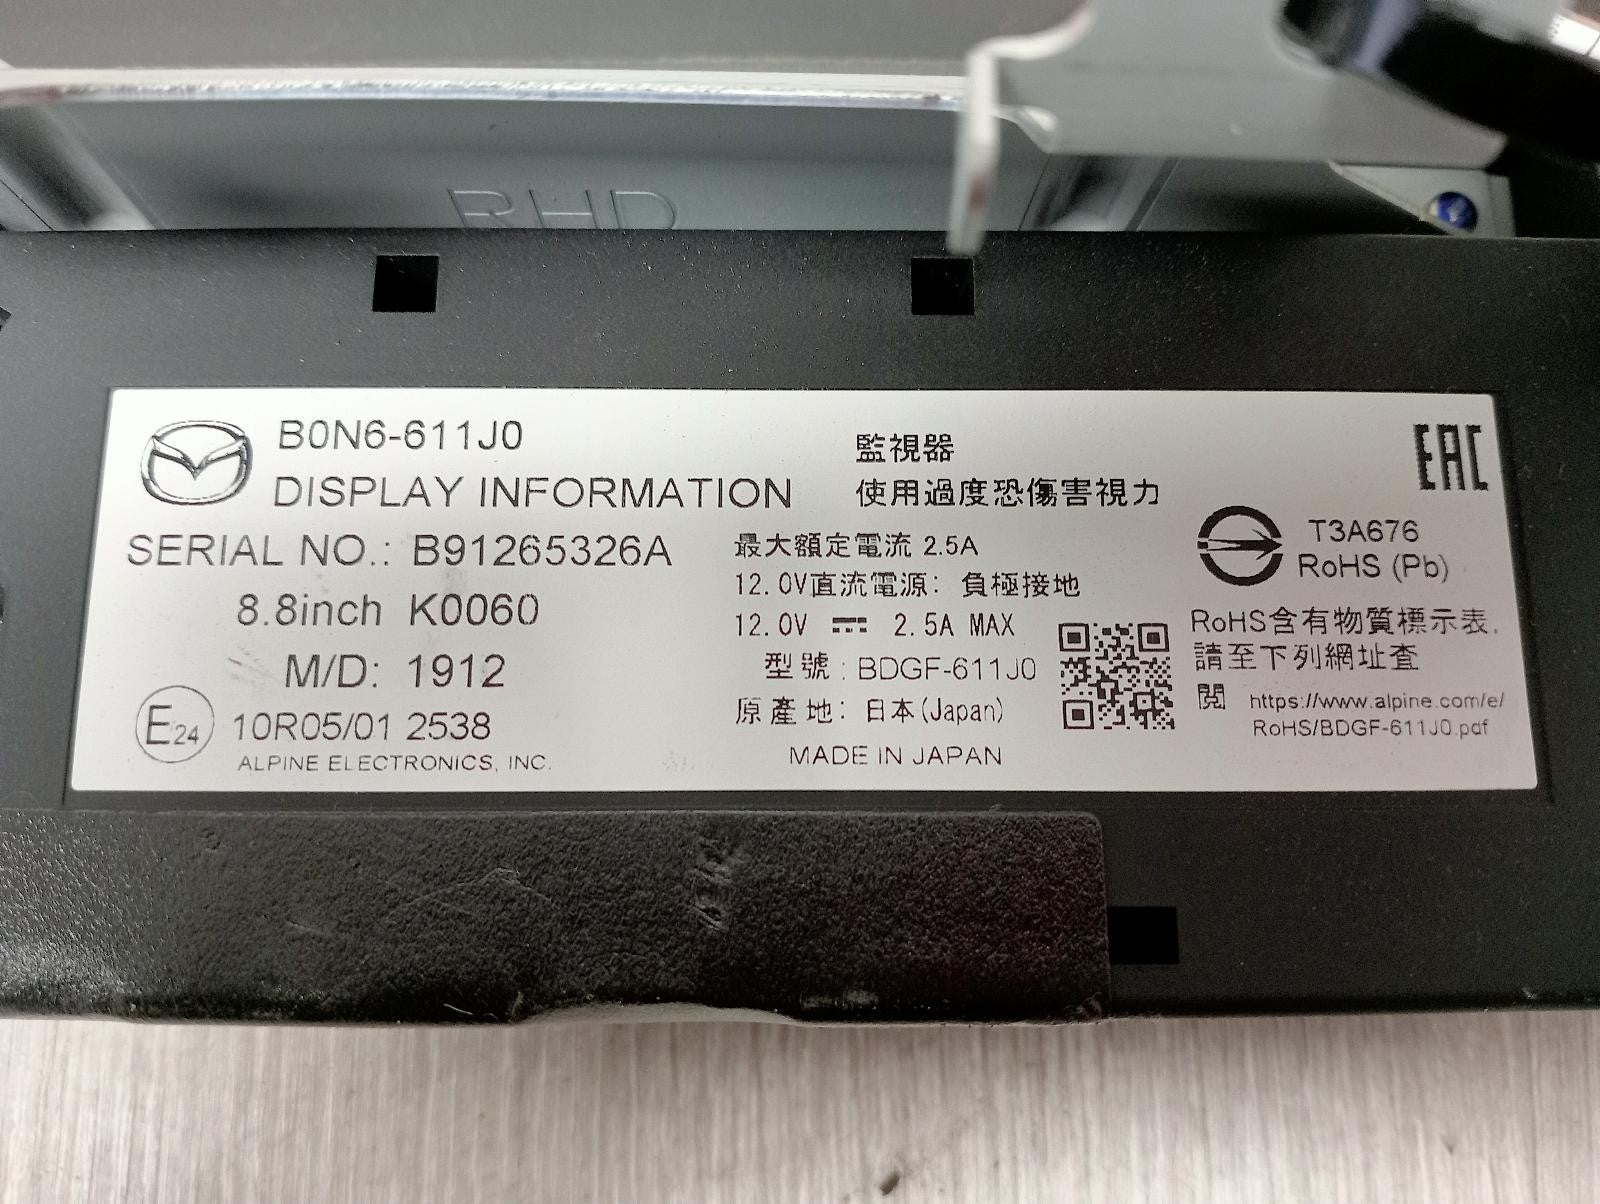 RHD
B0N6-611J0
DISPLAY INFORMATION
SERIAL NO.: B91265326A
8.8inch K0060
M/D: 1912
E24 10R05/01 2538
ALPINE ELECTRONICS, INC.
監視器
使用過度恐傷害視力
最大額定電流 2.5A
12.0V直流電源: 負極接地
12.0V ⎓ 2.5A MAX
型號: BDGF-611J0
原產地: 日本(Japan)
MADE IN JAPAN
EAC
T3A676
RoHS (Pb)
RoHS含有物質標示表,
請至下列網址查
閱 https://www.alpine.com/e/
RoHS/BDGF-611J0.pdf